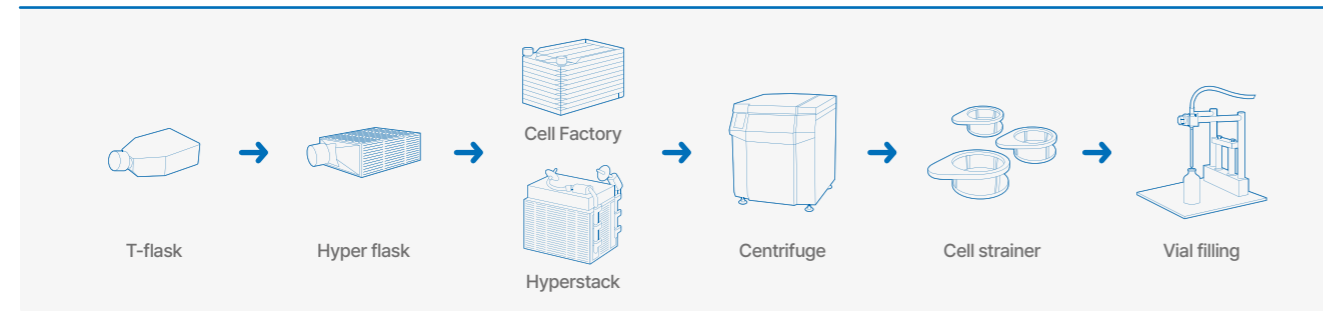 T-flask
Hyper flask
Cell Factory
Hyperstack
Centrifuge
Cell strainer
Vial filling